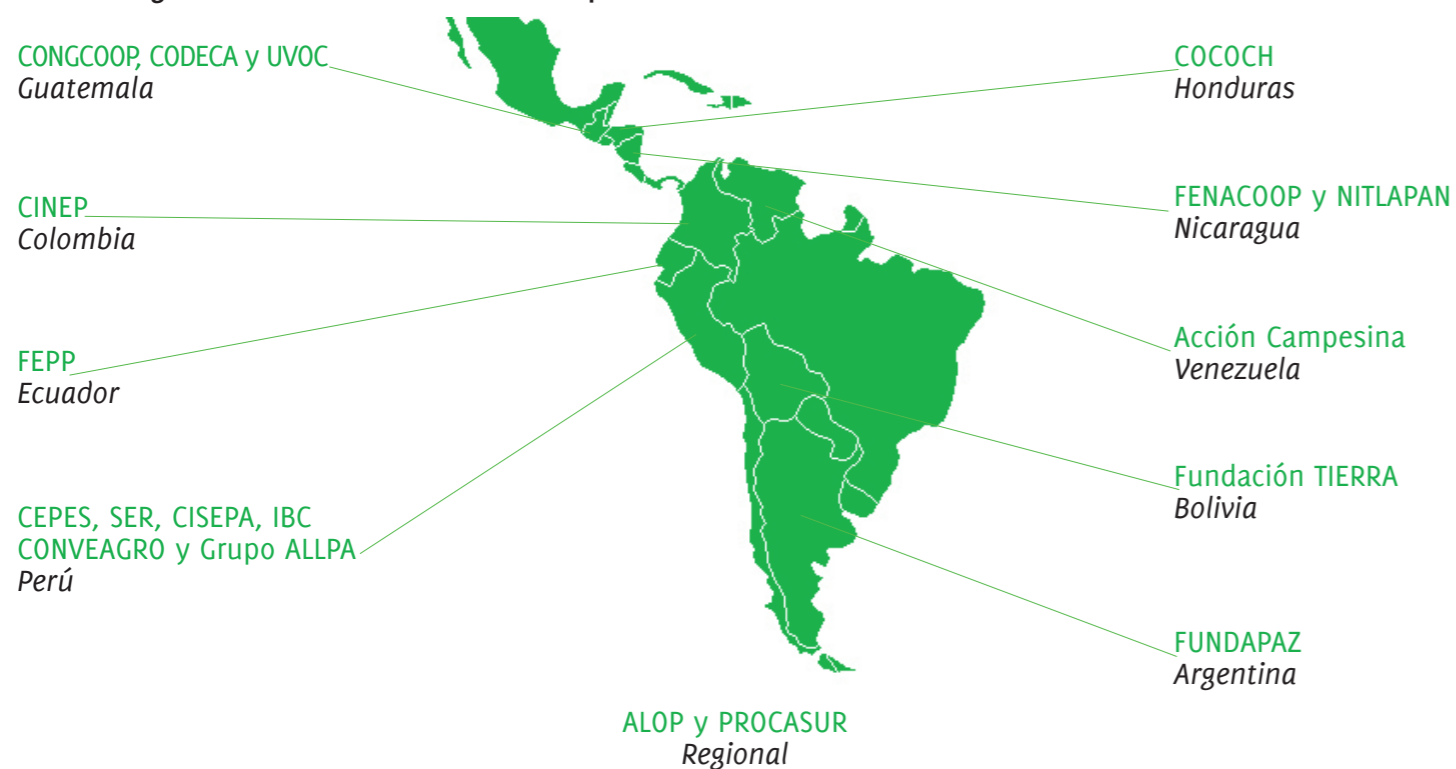 CONGCOOP, CODECA y UVOC
Guatemala
CINEP
Colombia
FEPP
Ecuador
CEPES, SER, CISEPA, IBC
CONVEAGRO y Grupo ALLPA
Perú
COCOCH
Honduras
FENACOOP y NITLAPAN
Nicaragua
Acción Campesina
Venezuela
Fundación TIERRA
Bolivia
FUNDAPAZ
Argentina
ALOP y PROCASUR
Regional